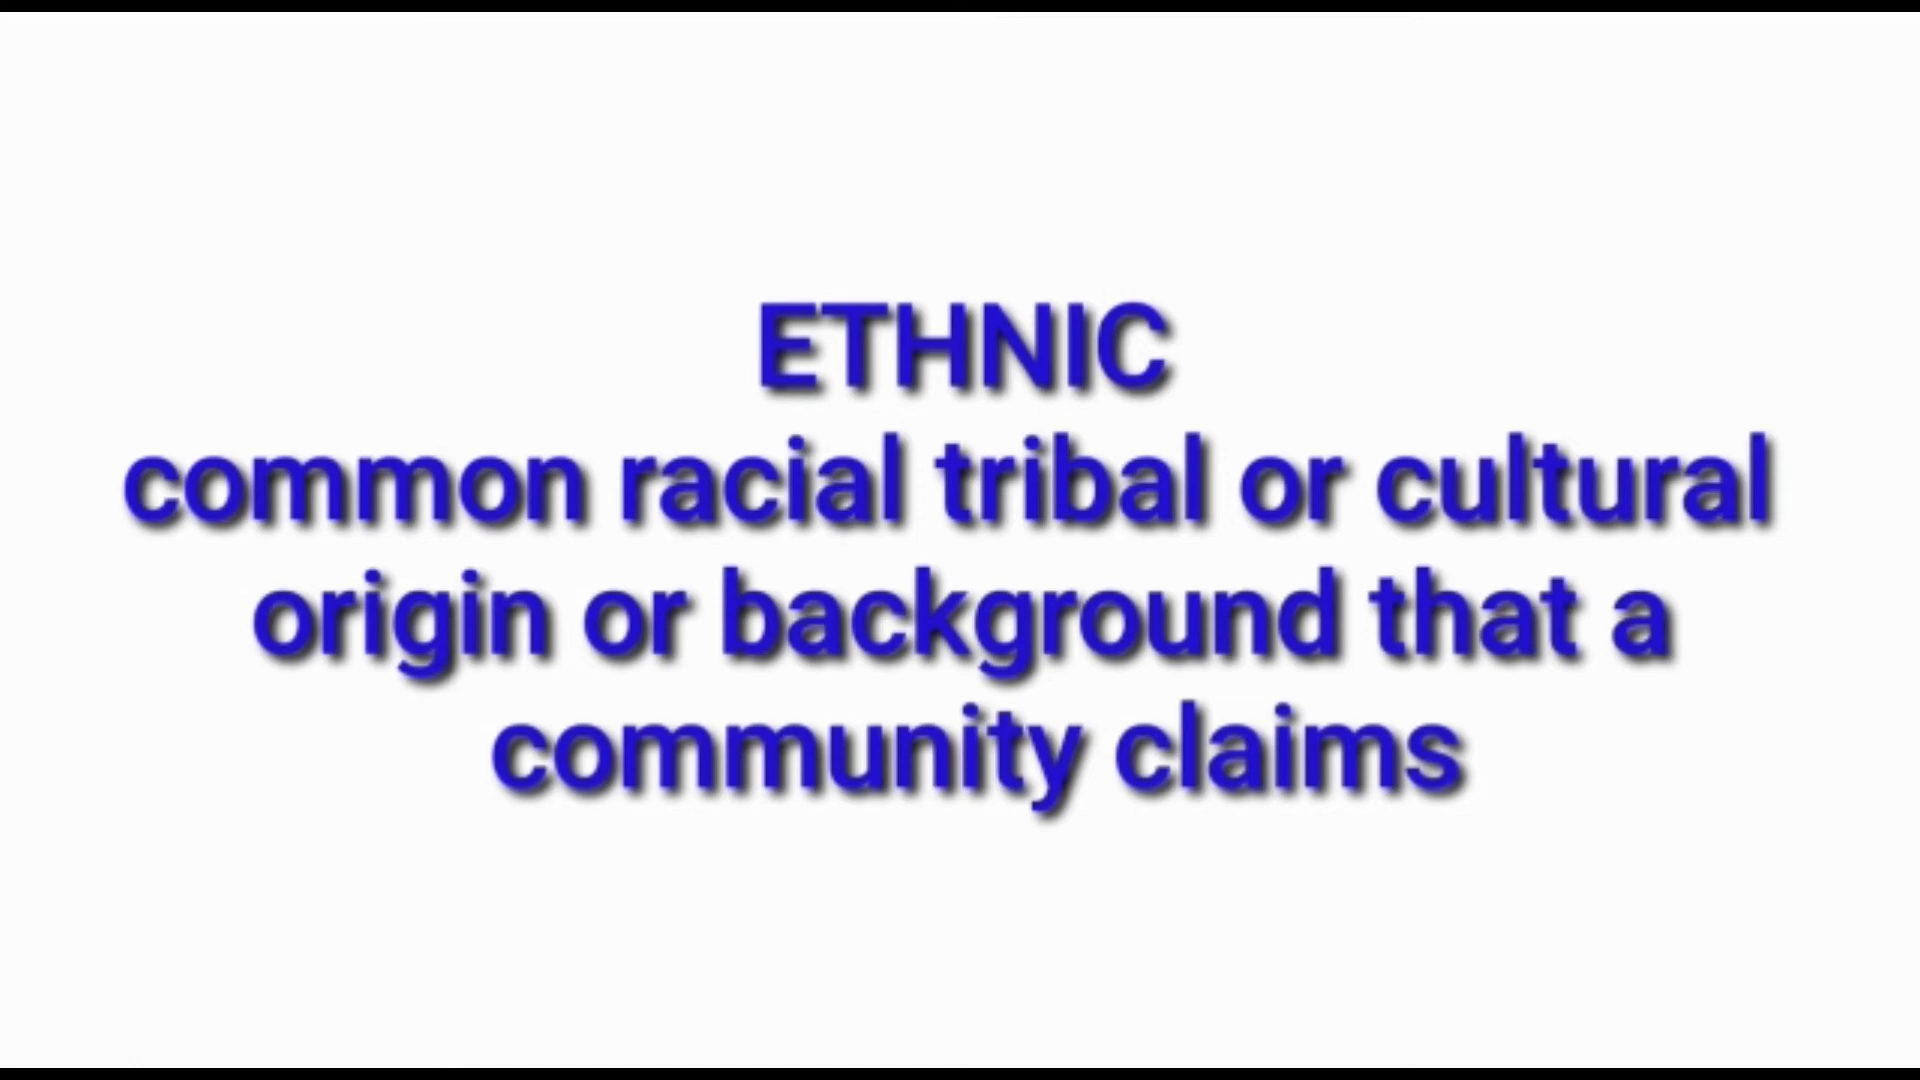 ETHNIC
common racial tribal or cultural
origin or background that a
community claims